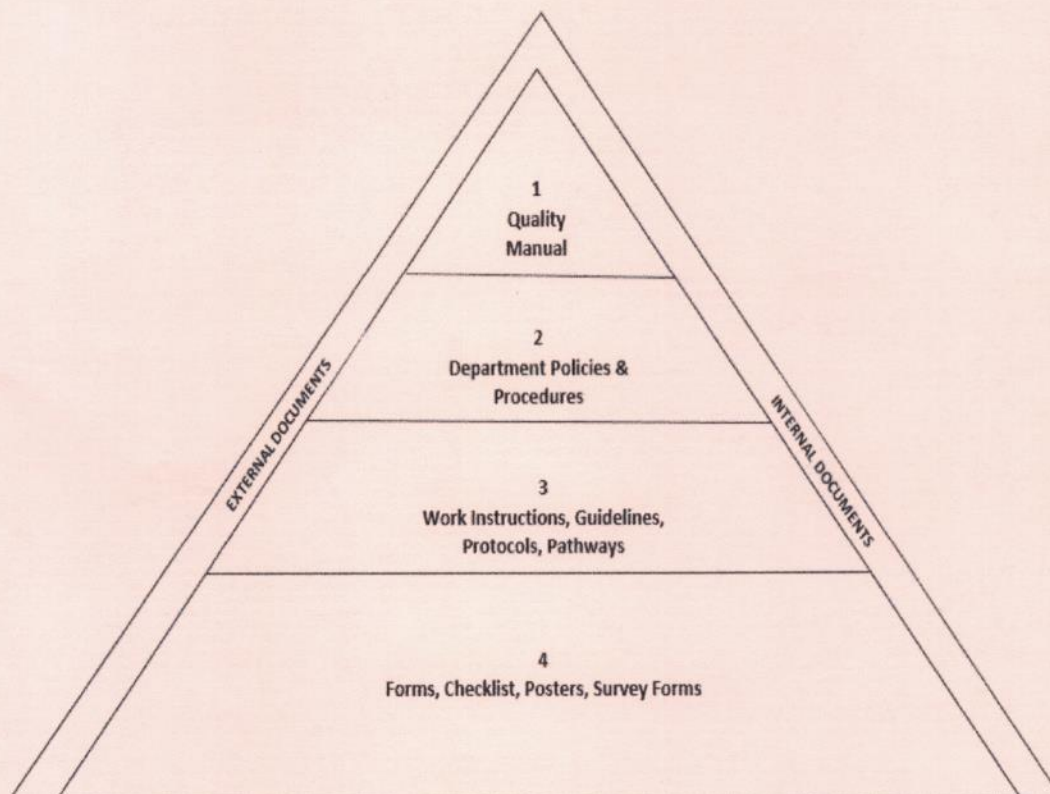 1
Quality
Manual
2
Department Policies &
Procedures
EXTERNAL DOCUMENTS
INTERNAL DOCUMENTS
3
Work Instructions, Guidelines,
Protocols, Pathways
4
Forms, Checklist, Posters, Survey Forms